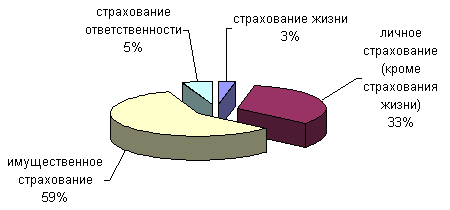 страхование
ответственности
5%
страхование жизни
3%
личное
страхование
(кроме
страхования
жизни)
33%
имущественное
страхование
59%